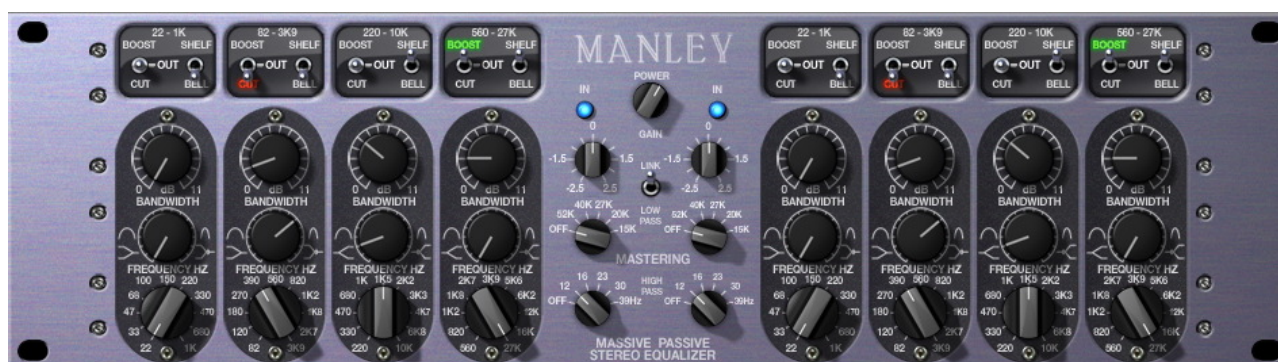 22 - 1K
BOOST SHELF
OUT
CUT BELL
82 - 3K9
BOOST SHELF
OUT
CUT BELL
220 - 10K
BOOST SHELF
OUT
CUT BELL
560 - 27K
BOOST SHELF
OUT
CUT BELL
MANLEY
POWER
IN IN
GAIN
0 0
-1.5 1.5 -1.5 1.5
-2.5 2.5 -2.5 2.5
LINK
LOW
PASS
40K 27K 40K 27K
52K 20K 52K 20K
OFF 15K OFF 15K
MASTERING
16 23 HIGH 16 23
12 30 PASS 12 30
OFF 39Hz OFF 39Hz
MASSIVE PASSIVE
STEREO EQUALIZER
22 - 1K
BOOST SHELF
OUT
CUT BELL
82 - 3K9
BOOST SHELF
OUT
CUT BELL
220 - 10K
BOOST SHELF
OUT
CUT BELL
560 - 27K
BOOST SHELF
OUT
CUT BELL
0 dB 11
BANDWIDTH
FREQUENCY HZ
100 150 220
68 330
47 470
33 680
22 1K
0 dB 11
BANDWIDTH
FREQUENCY HZ
390 560 820
270 1K2
180 1K8
120 2K7
82 3K9
0 dB 11
BANDWIDTH
FREQUENCY HZ
1K 1K5 2K2
680 3K3
470 4K7
330 6K8
220 10K
0 dB 11
BANDWIDTH
FREQUENCY HZ
2K7 3K9 5K6
1K8 6K2
1K2 12K
820 16K
560 27K
0 dB 11
BANDWIDTH
FREQUENCY HZ
100 150 220
68 330
47 470
33 680
22 1K
0 dB 11
BANDWIDTH
FREQUENCY HZ
390 560 820
270 1K2
180 1K8
120 2K7
82 3K9
0 dB 11
BANDWIDTH
FREQUENCY HZ
1K 1K5 2K2
680 3K3
470 4K7
330 6K8
220 10K
0 dB 11
BANDWIDTH
FREQUENCY HZ
2K7 3K9 5K6
1K8 6K2
1K2 12K
820 16K
560 27K